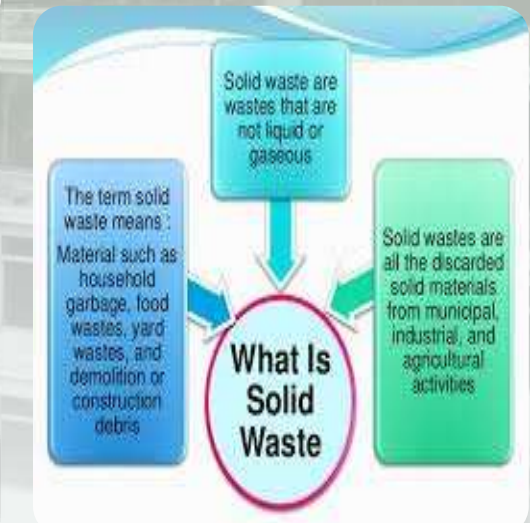 Solid waste are
wastes that are
not liquid or
gaseous
The term solid
waste means :
Material such as
household
garbage, food
wastes, yard
wastes, and
demolition or
construction
debris
Solid wastes are
all the discarded
solid materials
from municipal,
industrial, and
agricultural
activities
What Is
Solid
Waste